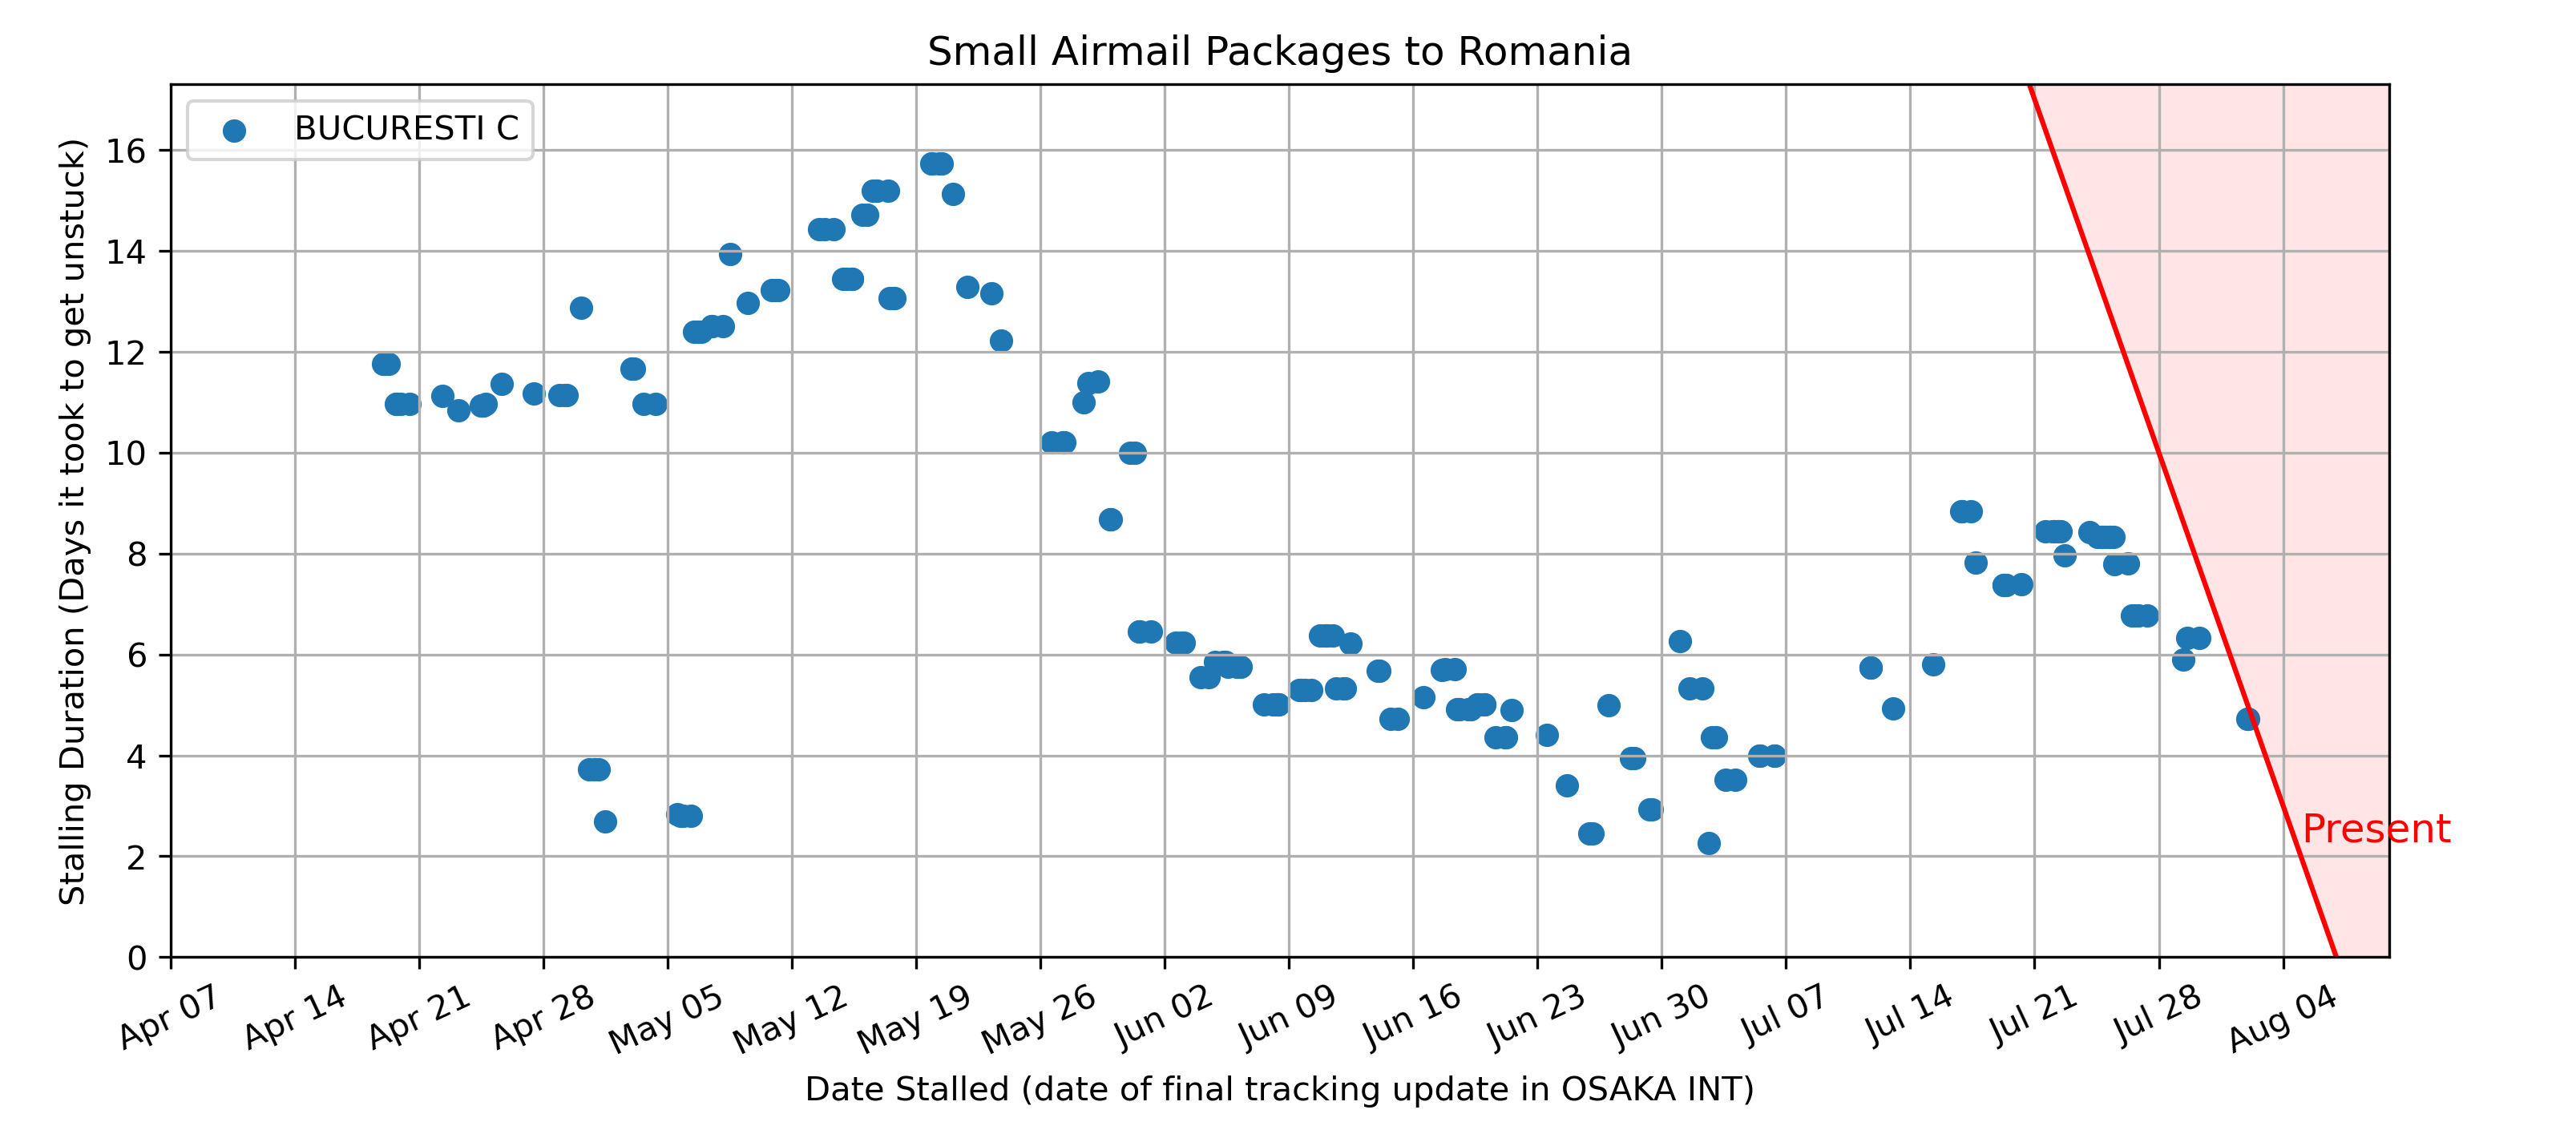 Small Airmail Packages to Romania
BUCURESTI C
Stalling Duration (Days it took to get unstuck)
16
14
12
10
8
6
4
2
0
Present
Apr 07
Apr 14
Apr 21
Apr 28
May 05
May 12
May 19
May 26
Jun 02
Jun 09
Jun 16
Jun 23
Jun 30
Jul 07
Jul 14
Jul 21
Jul 28
Aug 04
Date Stalled (date of final tracking update in OSAKA INT)